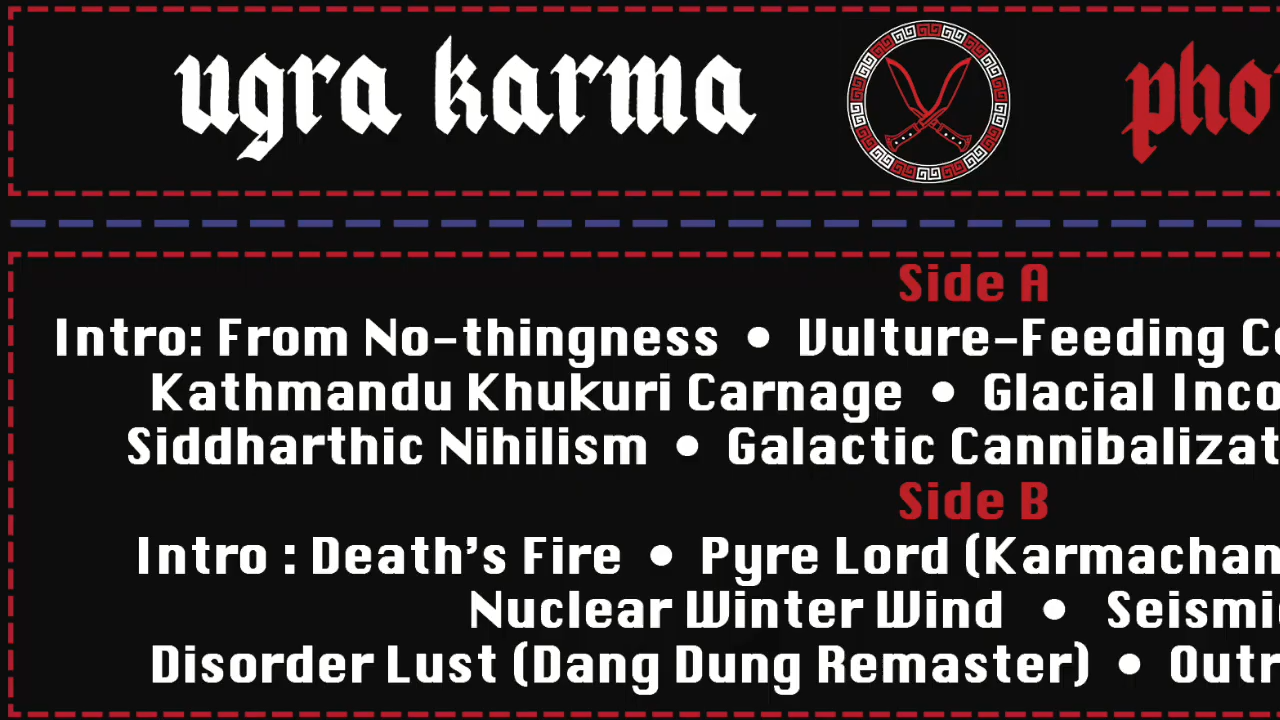 ugra karma
Side A
Intro: From No-thingness • Vulture-Feeding
Kathmandu Khukuri Carnage • Glacial
Siddharthic Nihilism • Galactic
Side B
Intro : Death's Fire • Pyre Lord
Nuclear Winter Wind •
Disorder Lust (Dang Dung Remaster) •